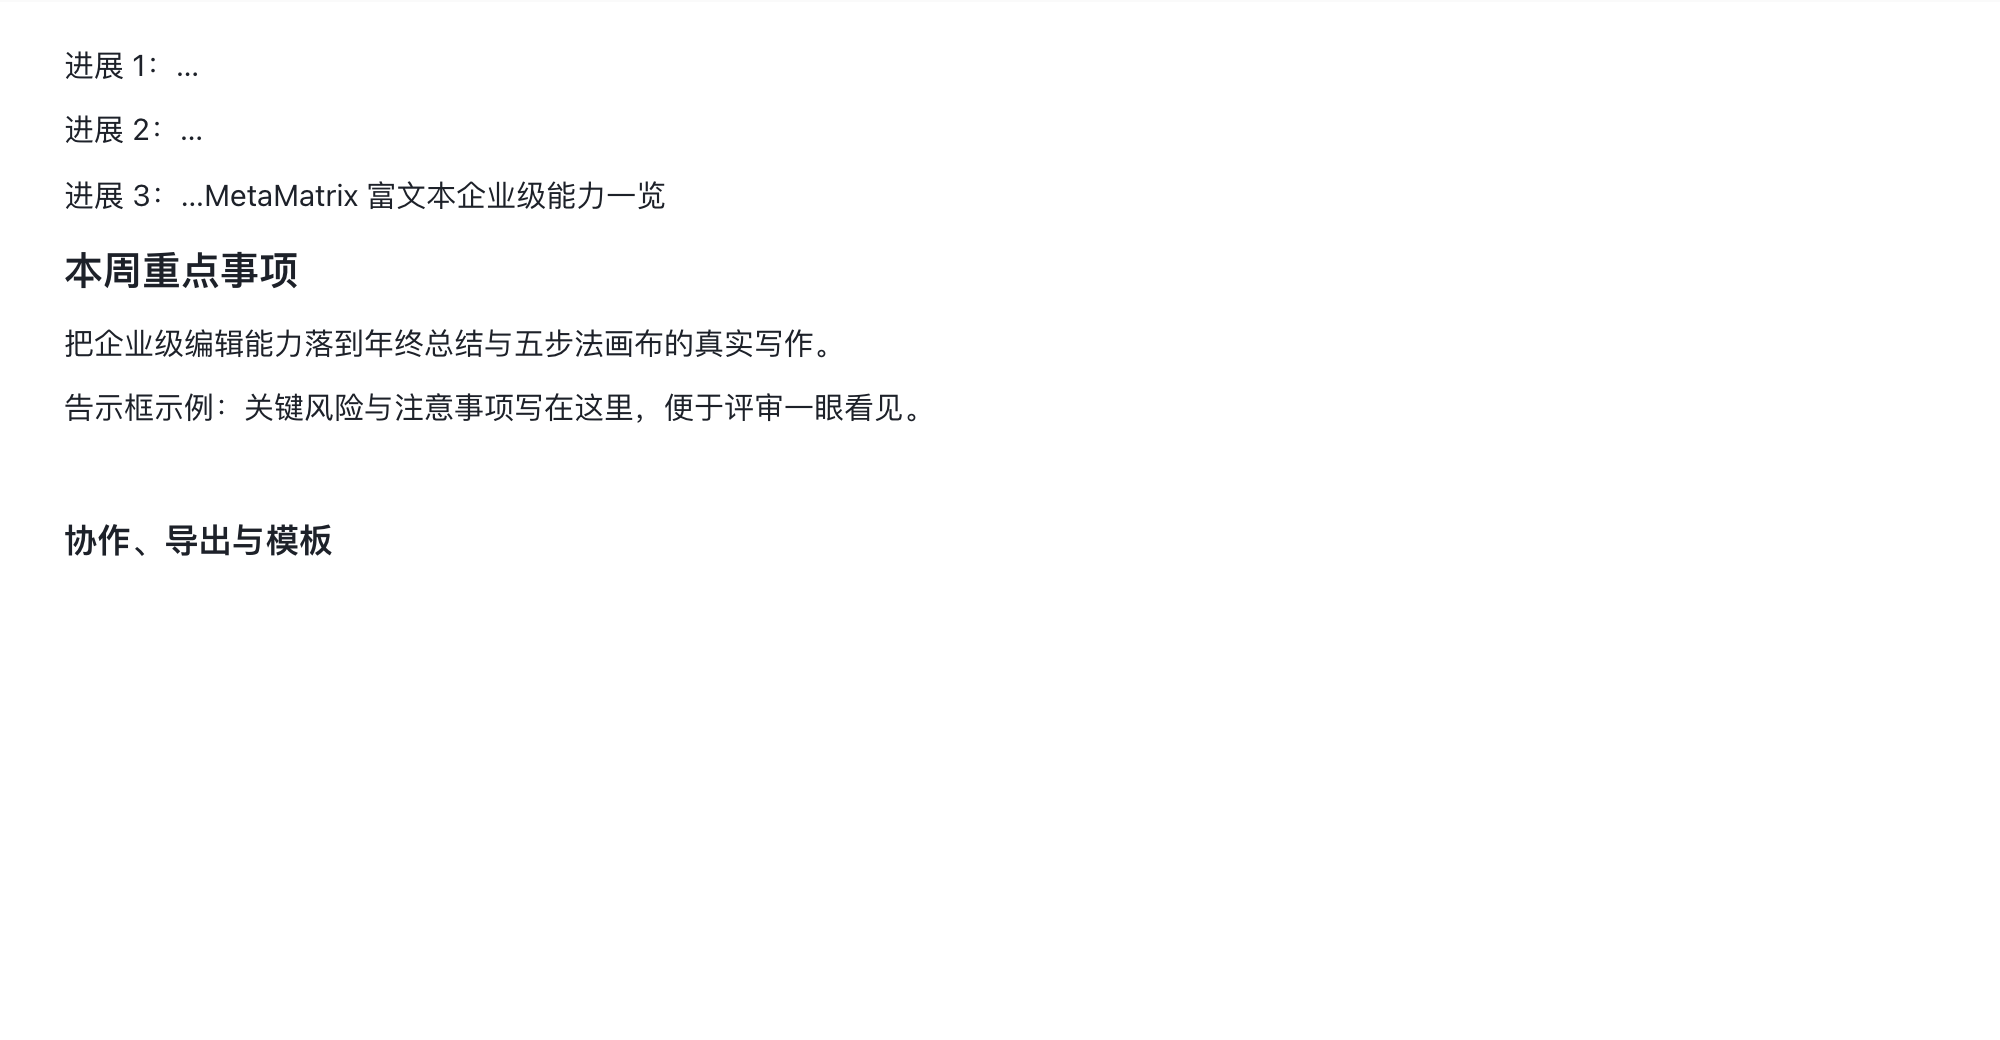 进展 1：...
进展 2：...
进展 3：...MetaMatrix 富文本企业级能力一览
本周重点事项
把企业级编辑能力落到年终总结与五步法画布的真实写作。
告示框示例：关键风险与注意事项写在这里，便于评审一眼看见。
协作、导出与模板